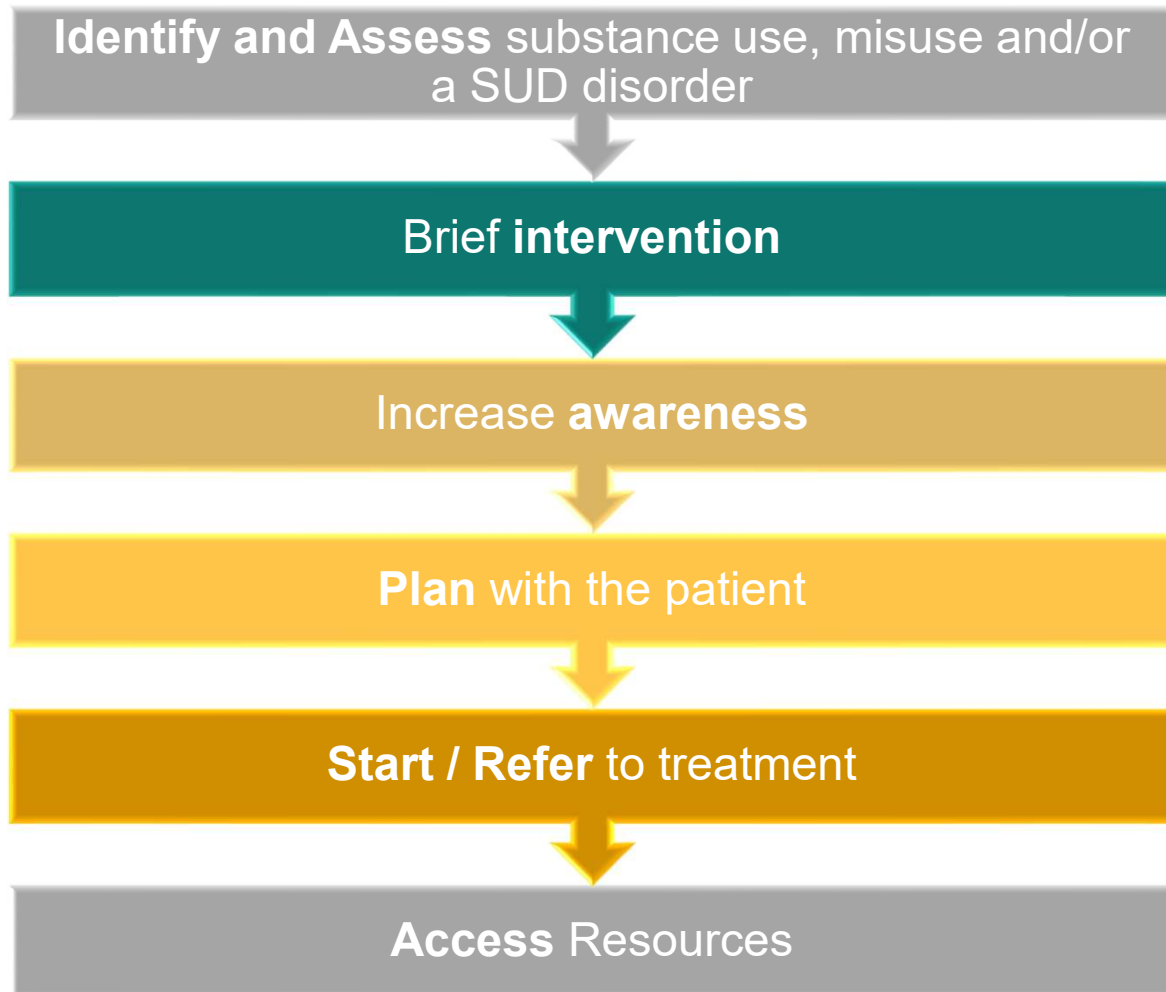 Identify and Assess substance use, misuse and/or
a SUD disorder
Brief intervention
Increase awareness
Plan with the patient
Start / Refer to treatment
Access Resources